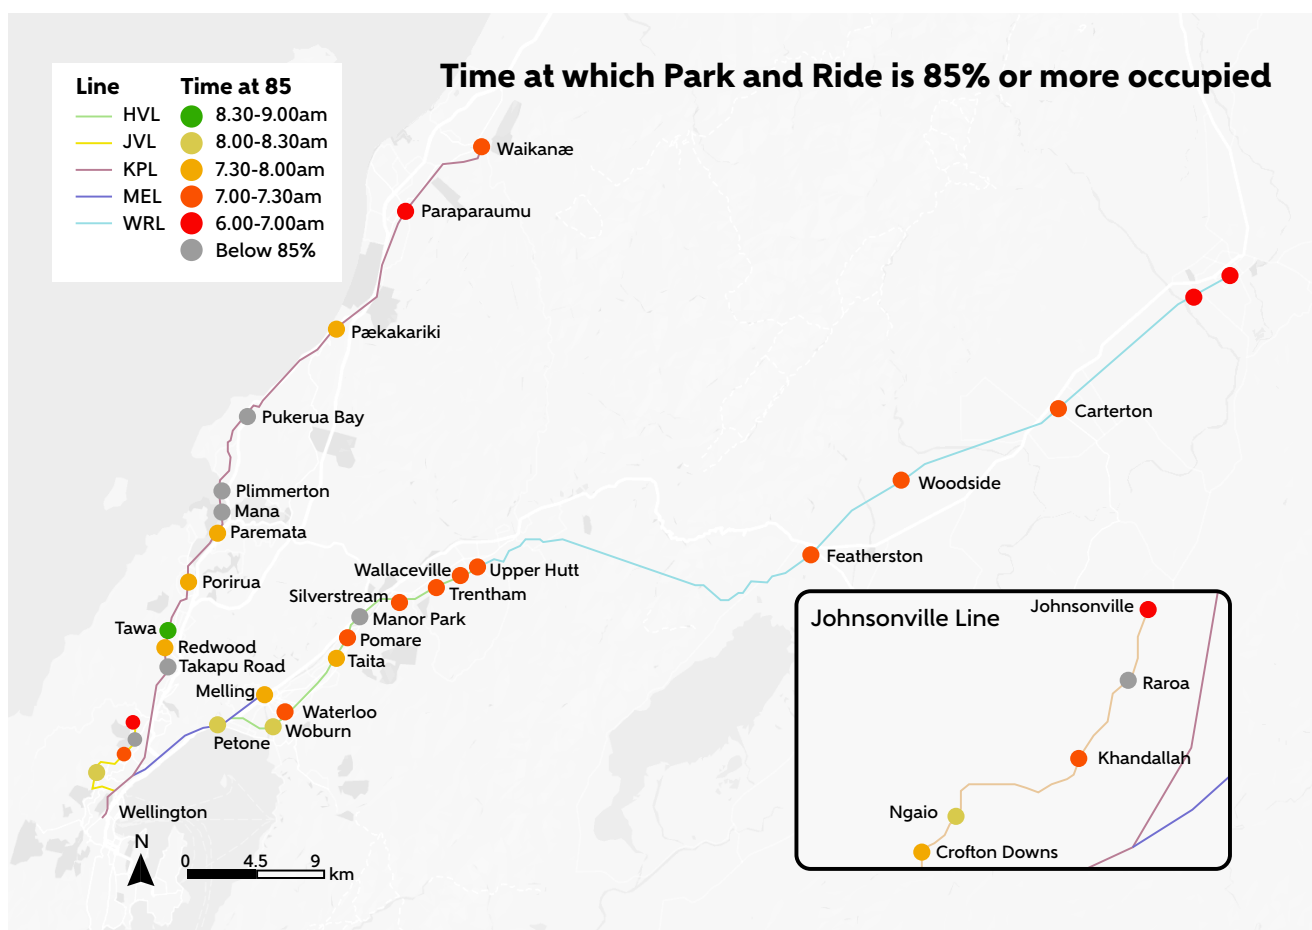 Time at which Park and Ride is 85% or more occupied
Line Time at 85
HVL 8.30-9.00am
JVL 8.00-8.30am
KPL 7.30-8.00am
MEL 7.00-7.30am
WRL 6.00-7.00am
Below 85%
Waikanæ
Paraparaumu
Pækakariki
Pukerua Bay
Carterton
Woodside
Plimmerton
Mana
Paremata
Featherston
Wallaceville
Upper Hutt
Porirua
Trentham
Silverstream
Manor Park
Tawa
Pomare
Redwood
Taita
Takapu Road
Melling
Waterloo
Woburn
Petone
Wellington
N
0 4.5 9
km
Johnsonville Line
Johnsonville
Raroa
Khandallah
Ngaio
Crofton Downs